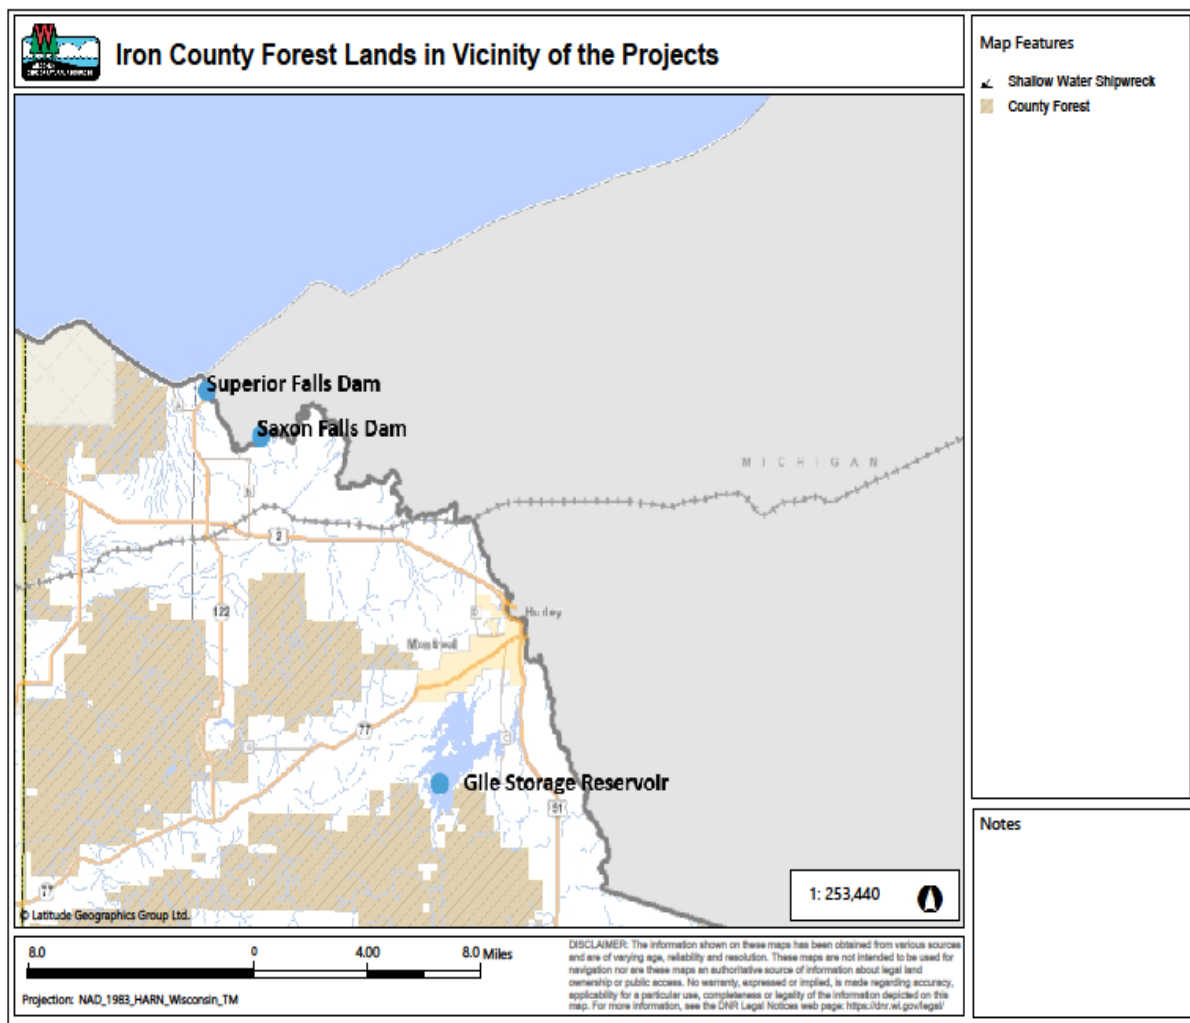 W
Iron County Forest Lands in Vicinity of the Projects
Map Features
Shallow Water Shipwreck
County Forest
Superior Falls Dam
Saxon Falls Dam
MICHIGAN
2
122
Hurley
Montreal
77
C
Gile Storage Reservoir
51
77
© Latitude Geographics Group Ltd.
1: 253,440
Notes
8.0 0 4.00 8.0 Miles
Projection: NAD_1983_HARN_Wisconsin_TM
DISCLAIMER: The information shown on these maps has been obtained from various sources
and are of varying age, reliability and resolution. These maps are not intended to be used for
navigation nor are these maps an authoritative source of information about legal land
ownership or public access. No warranty, expressed or implied, is made regarding accuracy,
applicability for a particular use, completeness or legality of the information depicted on this
map. For more information, see the DNR Legal Notices web page: https://dnr.wi.gov/legal/